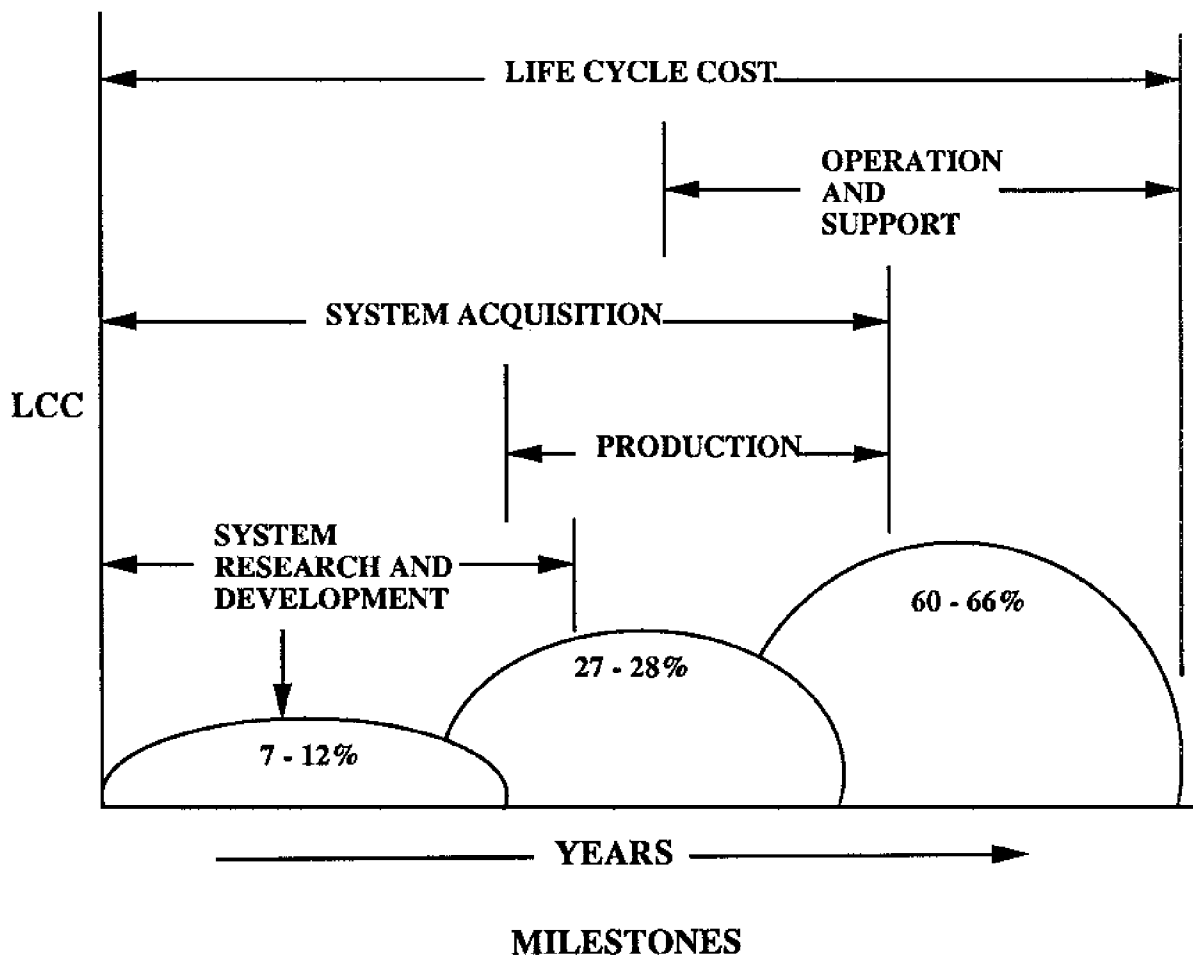 LIFE CYCLE COST
OPERATION
AND
SUPPORT
SYSTEM ACQUISITION
LCC
PRODUCTION
SYSTEM
RESEARCH AND
DEVELOPMENT
60 - 66%
27 - 28%
7 - 12%
YEARS
MILESTONES